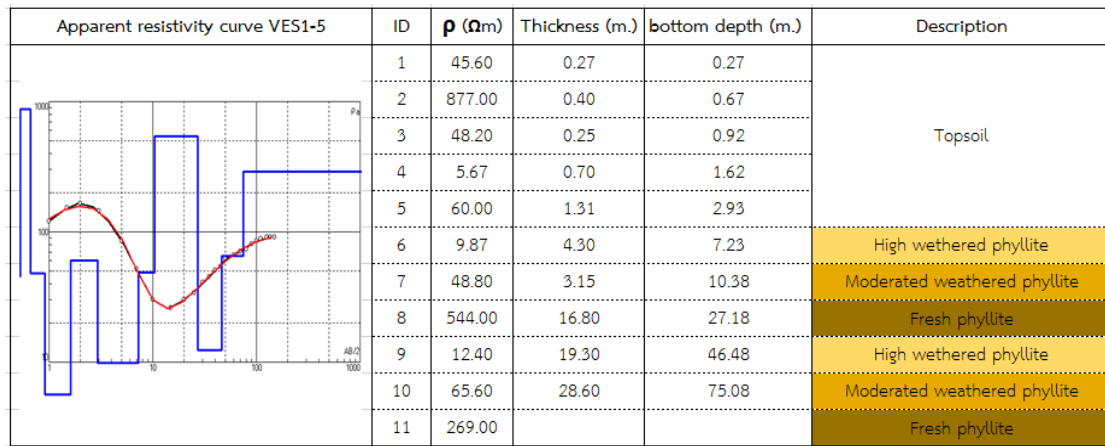 Apparent resistivity curve VES1-5 ID ρ (Ωm) Thickness (m.) bottom depth (m.) Description
1 45.60 0.27 0.27
2 877.00 0.40 0.67
3 48.20 0.25 0.92
4 5.67 0.70 1.62
5 60.00 1.31 2.93
Topsoil
6 9.87 4.30 7.23 High wethered phyllite
7 48.80 3.15 10.38 Moderated weathered phyllite
8 544.00 16.80 27.18 Fresh phyllite
9 12.40 19.30 46.48 High wethered phyllite
10 65.60 28.60 75.08 Moderated weathered phyllite
11 269.00 Fresh phyllite
1000
ρa
100
10
AB/2
1 10 100 1000